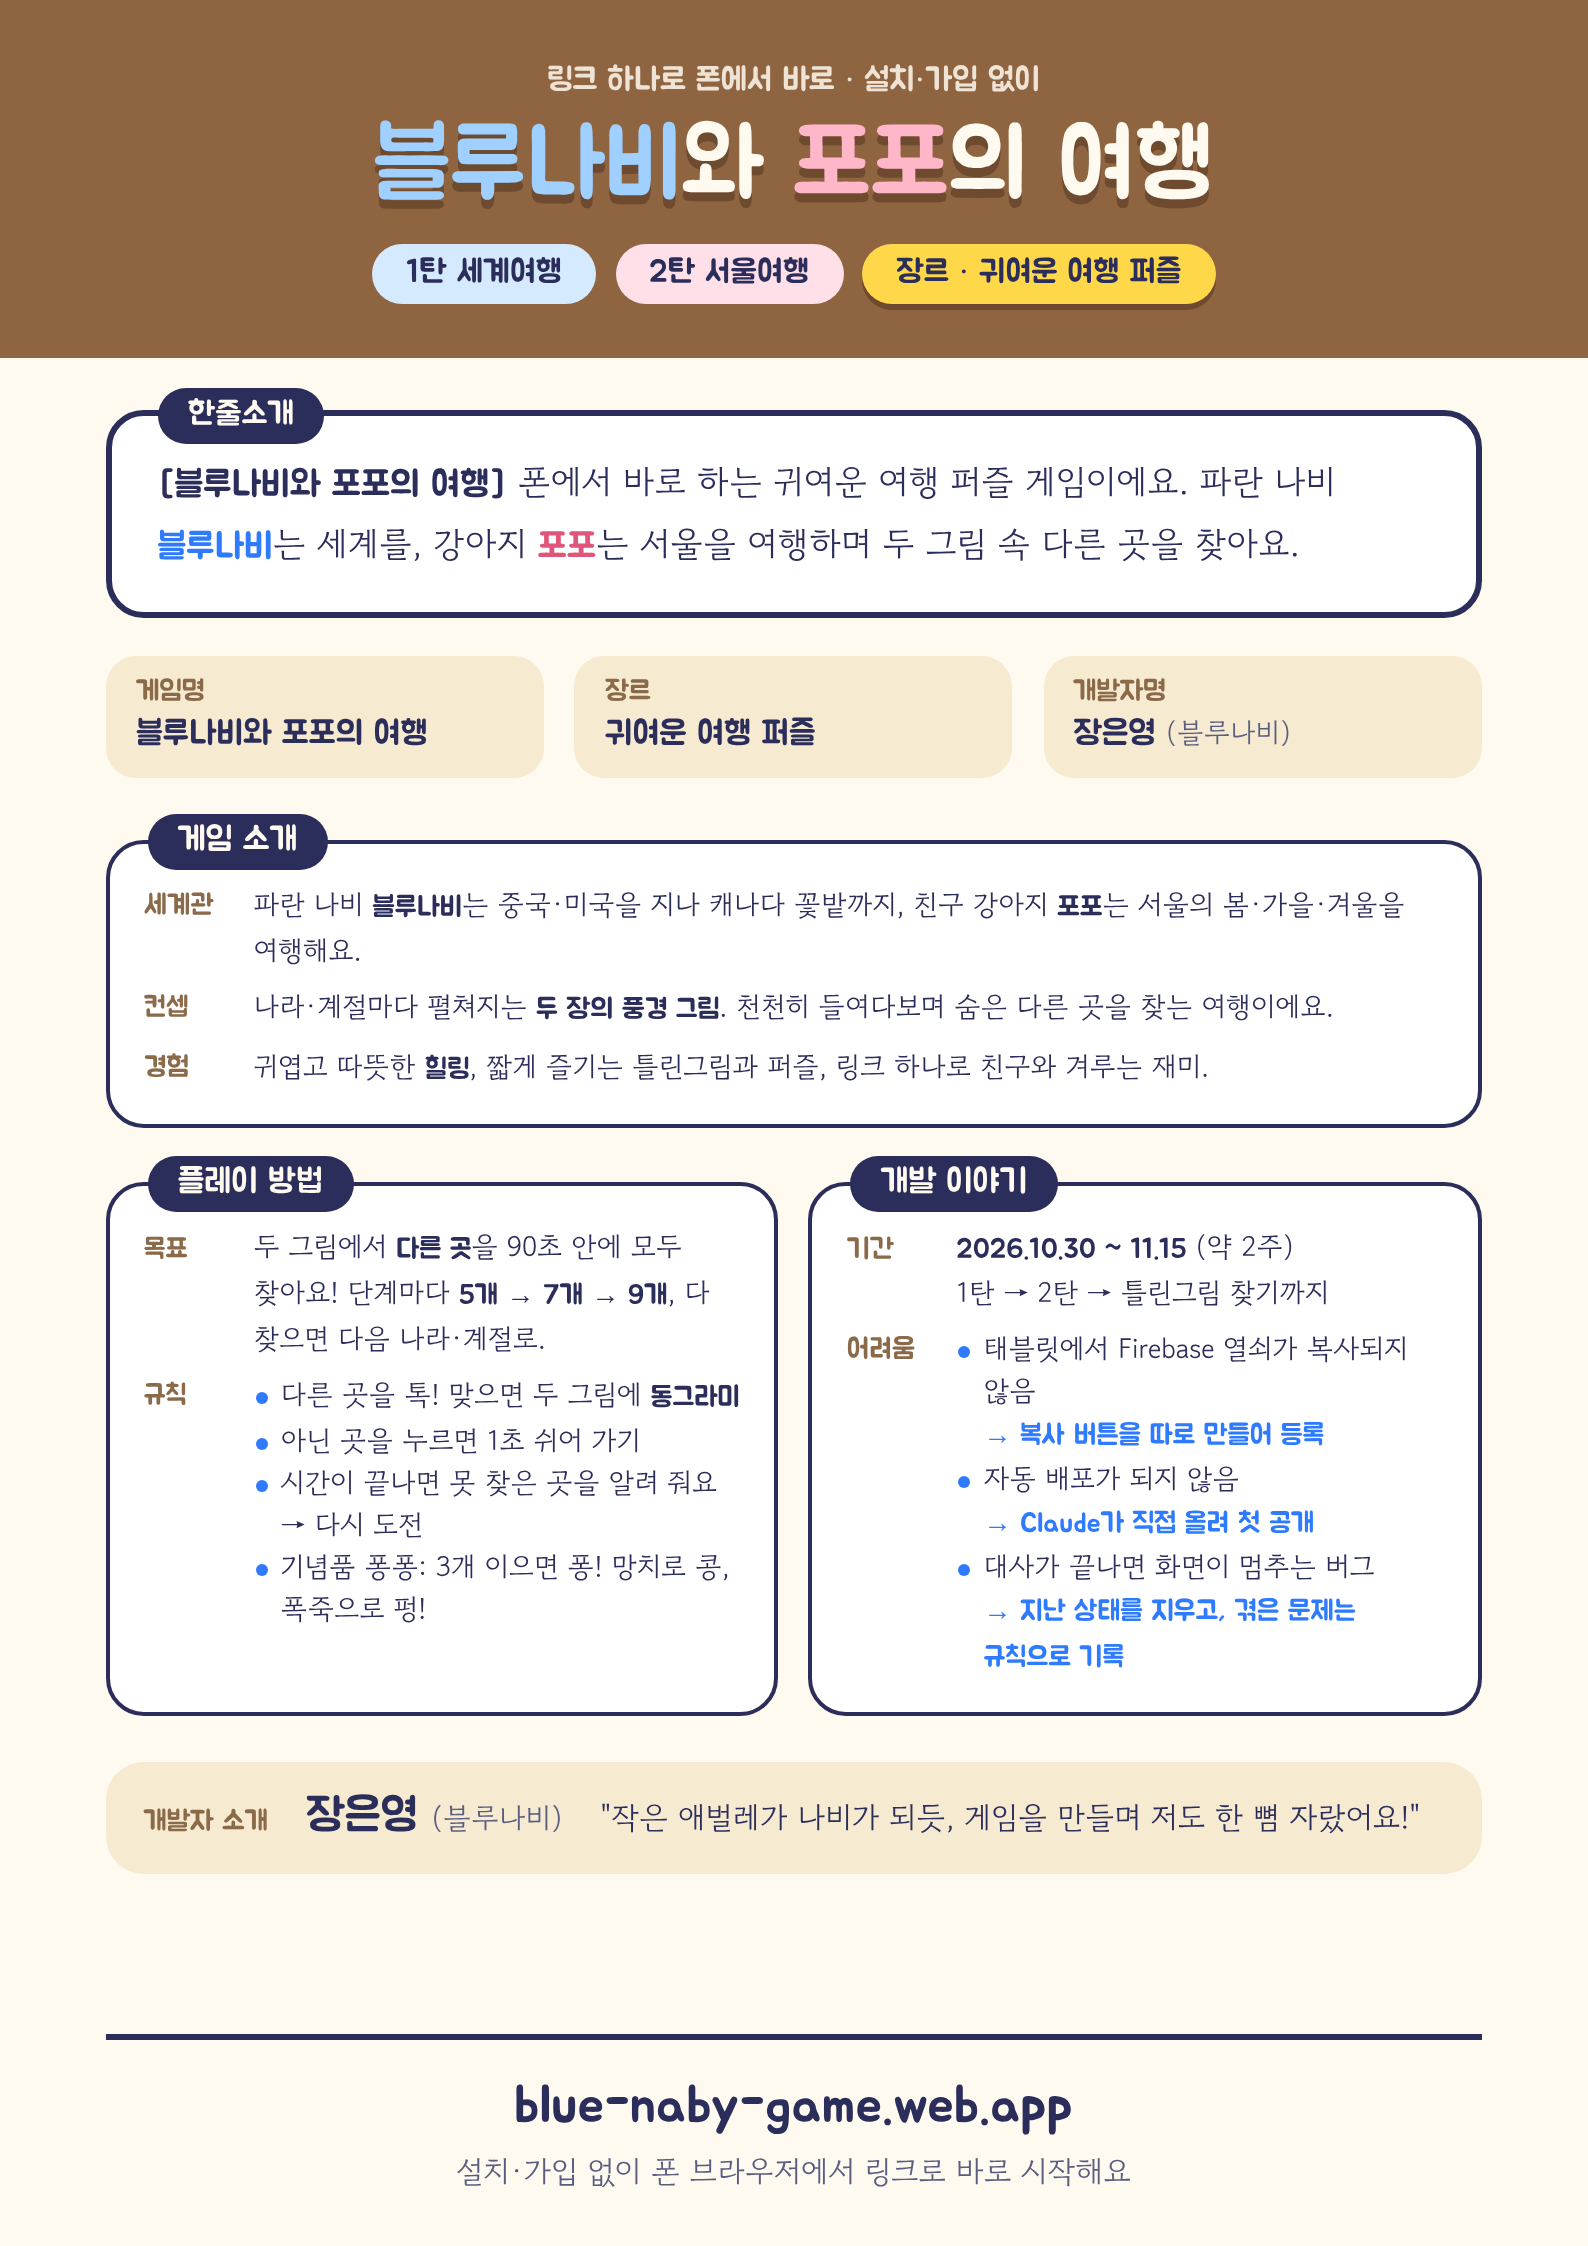 링크 하나로 폰에서 바로 · 설치·가입 없이
블루나비와 포포의 여행
1탄 세계여행
2탄 서울여행
장르 · 귀여운 여행 퍼즐
한줄소개
[블루나비와 포포의 여행] 폰에서 바로 하는 귀여운 여행 퍼즐 게임이에요. 파란 나비
블루나비는 세계를, 강아지 포포는 서울을 여행하며 두 그림 속 다른 곳을 찾아요.
게임명
블루나비와 포포의 여행
장르
귀여운 여행 퍼즐
개발자명
장은영 (블루나비)
게임 소개
세계관 파란 나비 블루나비는 중국·미국을 지나 캐나다 꽃밭까지, 친구 강아지 포포는 서울의 봄·가을·겨울을
여행해요.
컨셉 나라·계절마다 펼쳐지는 두 장의 풍경 그림. 천천히 들여다보며 숨은 다른 곳을 찾는 여행이에요.
경험 귀엽고 따뜻한 힐링, 짧게 즐기는 틀린그림과 퍼즐, 링크 하나로 친구와 겨루는 재미.
플레이 방법
목표 두 그림에서 다른 곳을 90초 안에 모두
찾아요! 단계마다 5개 → 7개 → 9개, 다
찾으면 다음 나라·계절로.
규칙 • 다른 곳을 톡! 맞으면 두 그림에 동그라미
• 아닌 곳을 누르면 1초 쉬어 가기
• 시간이 끝나면 못 찾은 곳을 알려 줘요
→ 다시 도전
• 기념품 퐁퐁: 3개 이으면 퐁! 망치로 콩,
폭죽으로 펑!
개발 이야기
기간 2026.10.30 ~ 11.15 (약 2주)
1탄 → 2탄 → 틀린그림 찾기까지
어려움 • 태블릿에서 Firebase 열쇠가 복사되지
않음
→ 복사 버튼을 따로 만들어 등록
• 자동 배포가 되지 않음
→ Claude가 직접 올려 첫 공개
• 대사가 끝나면 화면이 멈추는 버그
→ 지난 상태를 지우고, 겪은 문제는
규칙으로 기록
개발자 소개 장은영 (블루나비) "작은 애벌레가 나비가 되듯, 게임을 만들며 저도 한 뼘 자랐어요!"
blue-naby-game.web.app
설치·가입 없이 폰 브라우저에서 링크로 바로 시작해요